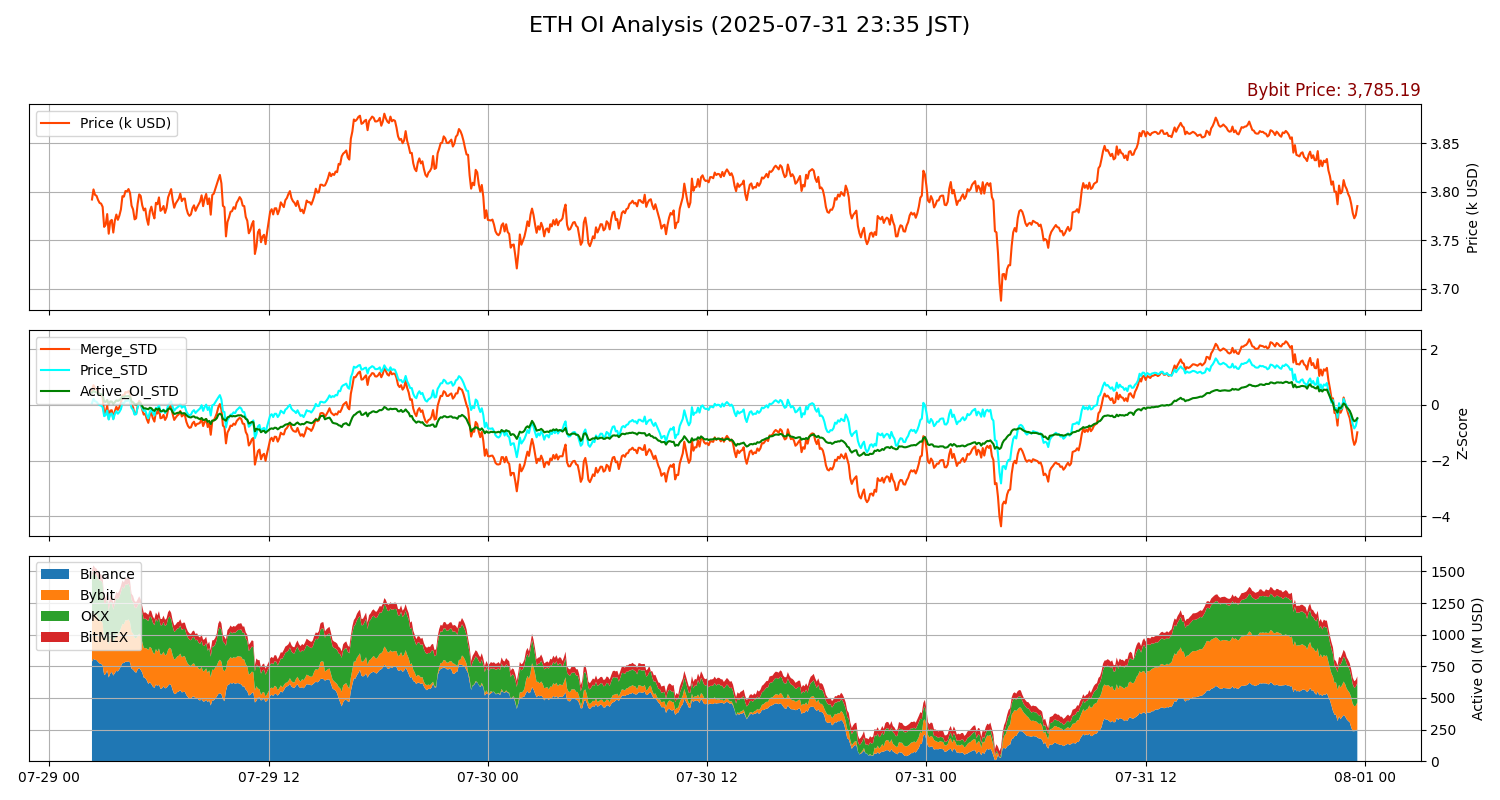 ETH OI Analysis (2025-07-31 23:35 JST)
Bybit Price: 3,785.19
Price (k USD)
3.85
3.80
3.75
3.70
Price (k USD)
Merge_STD
Price_STD
Active_OI_STD
2
0
−2
−4
Z-Score
Binance
Bybit
OKX
BitMEX
1500
1250
1000
750
500
250
0
Active OI (M USD)
07-29 00
07-29 12
07-30 00
07-30 12
07-31 00
07-31 12
08-01 00